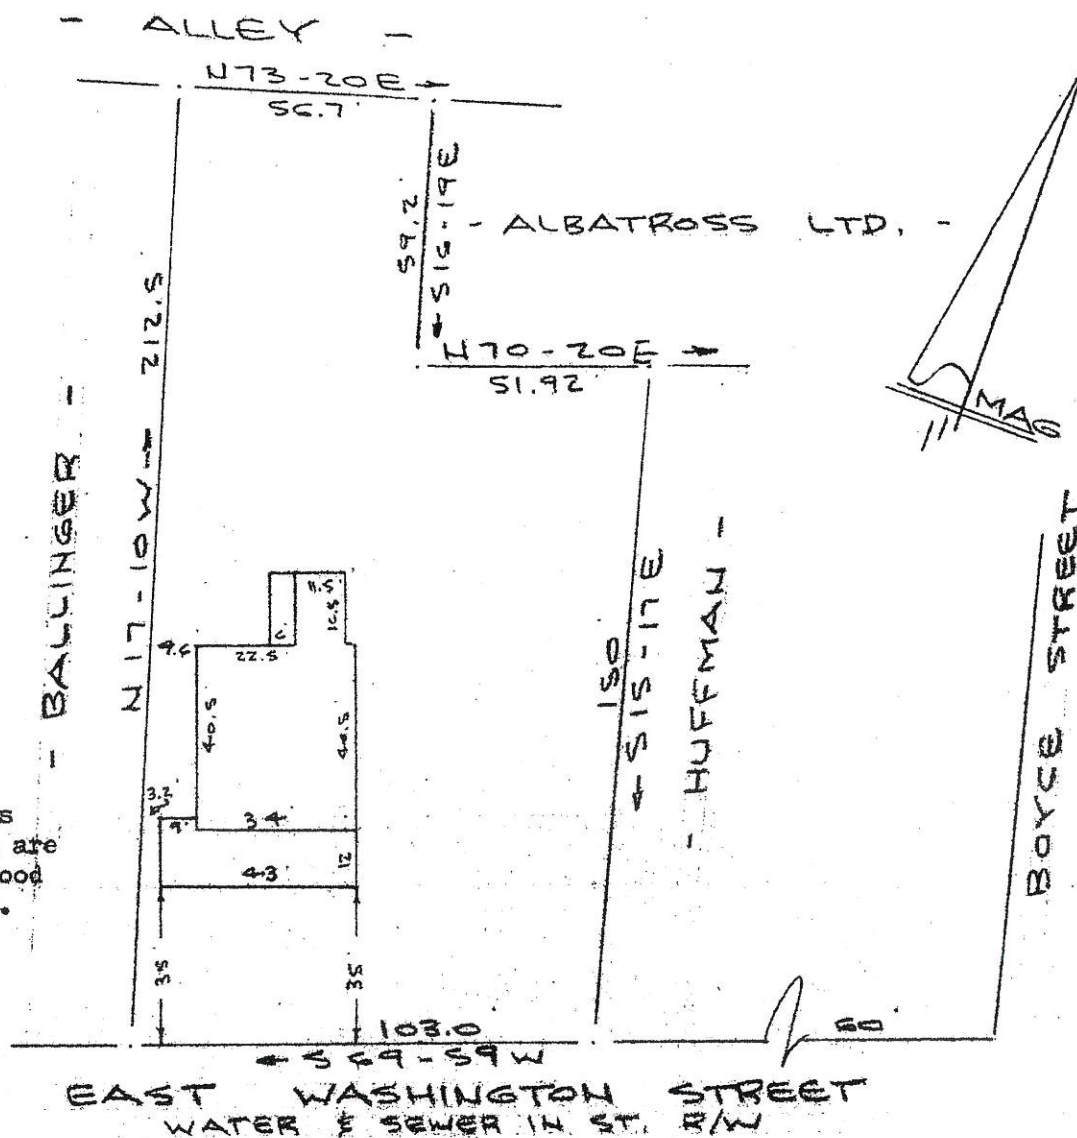 - ALLEY -
N73-20E →
56.7
59.2
← S16-19E
- ALBATROSS LTD. -
N70-20E →
51.92
MAG
212.5
N17-10W →
- BALLINGER -
11.5
16.5
6
9.6
22.5
40.5
40.5
3.2
9
34
43
12
35
35
150
← S15-17E
- HUFFMAN -
BOYCE STREET
s
are
ood
.
103.0
← S69-59W
60
EAST WASHINGTON STREET
WATER & SEWER IN ST. R/W